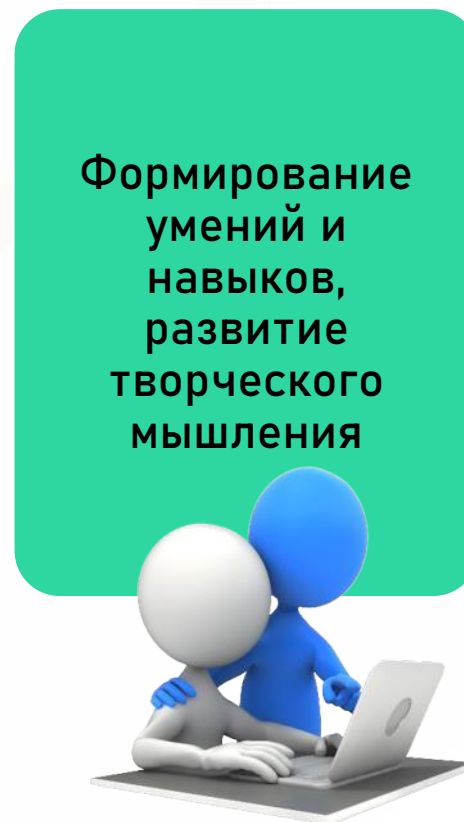 Формирование
умений и
навыков,
развитие
творческого
мышления